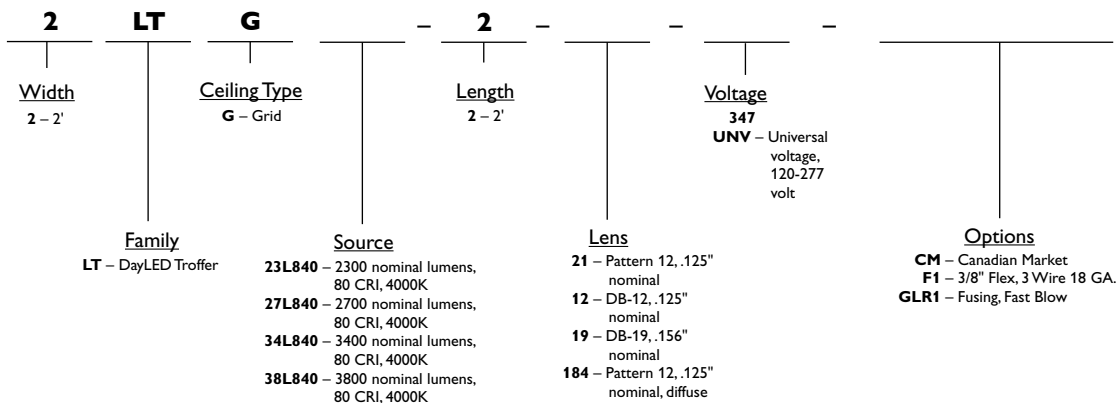 2 LT G – 2 – – –
Width
2 – 2'
Ceiling Type
G – Grid
Length
2 – 2'
Voltage
347
UNV – Universal
voltage,
120-277
volt
Family
LT – DayLED Troffer
Source
23L840 – 2300 nominal lumens,
80 CRI, 4000K
27L840 – 2700 nominal lumens,
80 CRI, 4000K
34L840 – 3400 nominal lumens,
80 CRI, 4000K
38L840 – 3800 nominal lumens,
80 CRI, 4000K
Lens
21 – Pattern 12, .125"
nominal
12 – DB-12, .125"
nominal
19 – DB-19, .156"
nominal
184 – Pattern 12, .125"
nominal, diffuse
Options
CM – Canadian Market
F1 – 3/8" Flex, 3 Wire 18 GA.
GLR1 – Fusing, Fast Blow